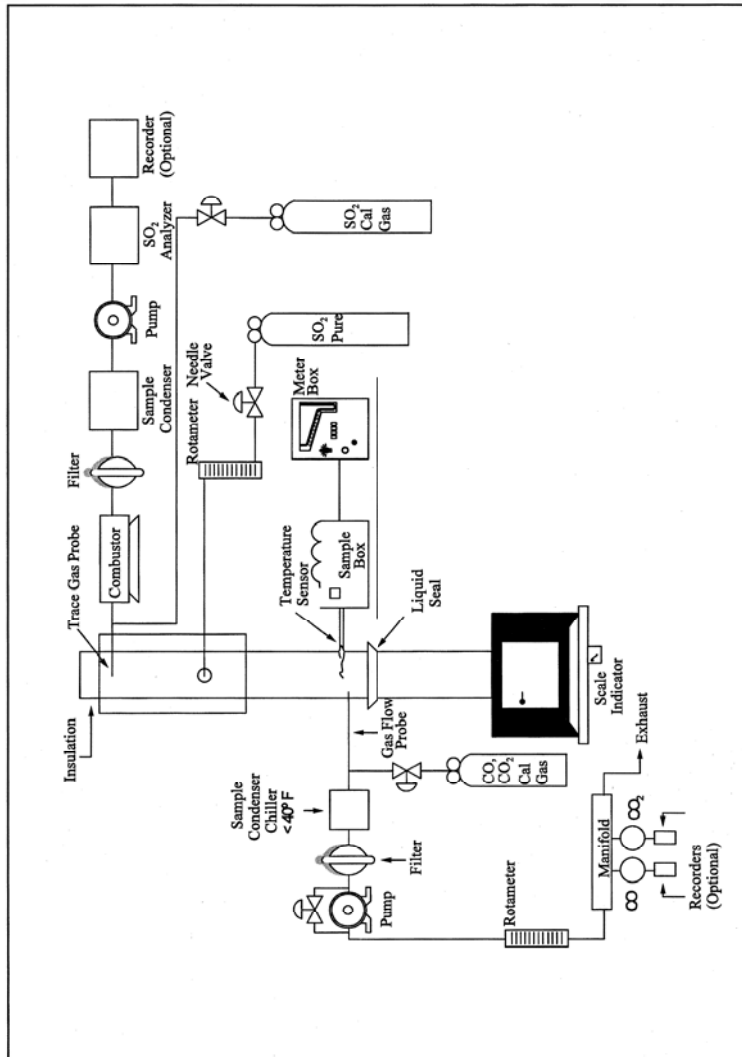 Recorder
(Optional)
SO2
Analyzer
Pump
Sample
Condenser
Filter
Combustor
Trace Gas Probe
Insulation
SO2
Cal
Gas
SO2
Pure
Needle
Valve
Rotameter
Meter
Box
Temperature
Sensor
Sample
Box
Liquid
Seal
Gas Flow
Probe
Scale
Indicator
CO,
CO2
Cal
Gas
Sample
Condenser
Chiller
<40° F
Filter
Pump
Rotameter
Exhaust
Manifold
CO2
CO
Recorders
(Optional)